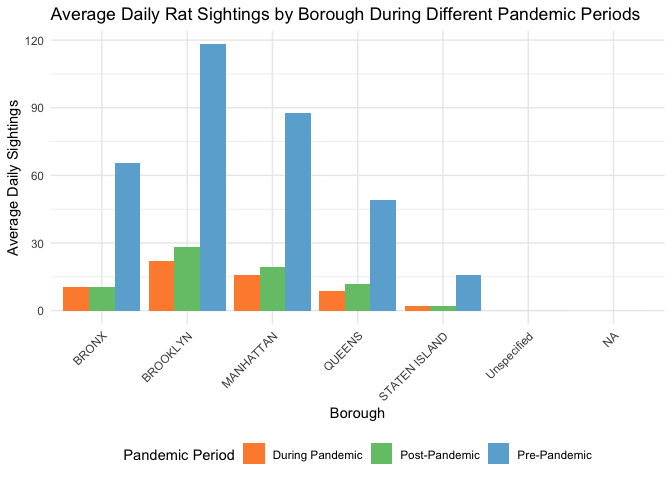 Average Daily Rat Sightings by Borough During Different Pandemic Periods
Average Daily Sightings
120
90
60
30
0
BRONX
BROOKLYN
MANHATTAN
QUEENS
STATEN ISLAND
Unspecified
NA
Borough
Pandemic Period
During Pandemic
Post-Pandemic
Pre-Pandemic